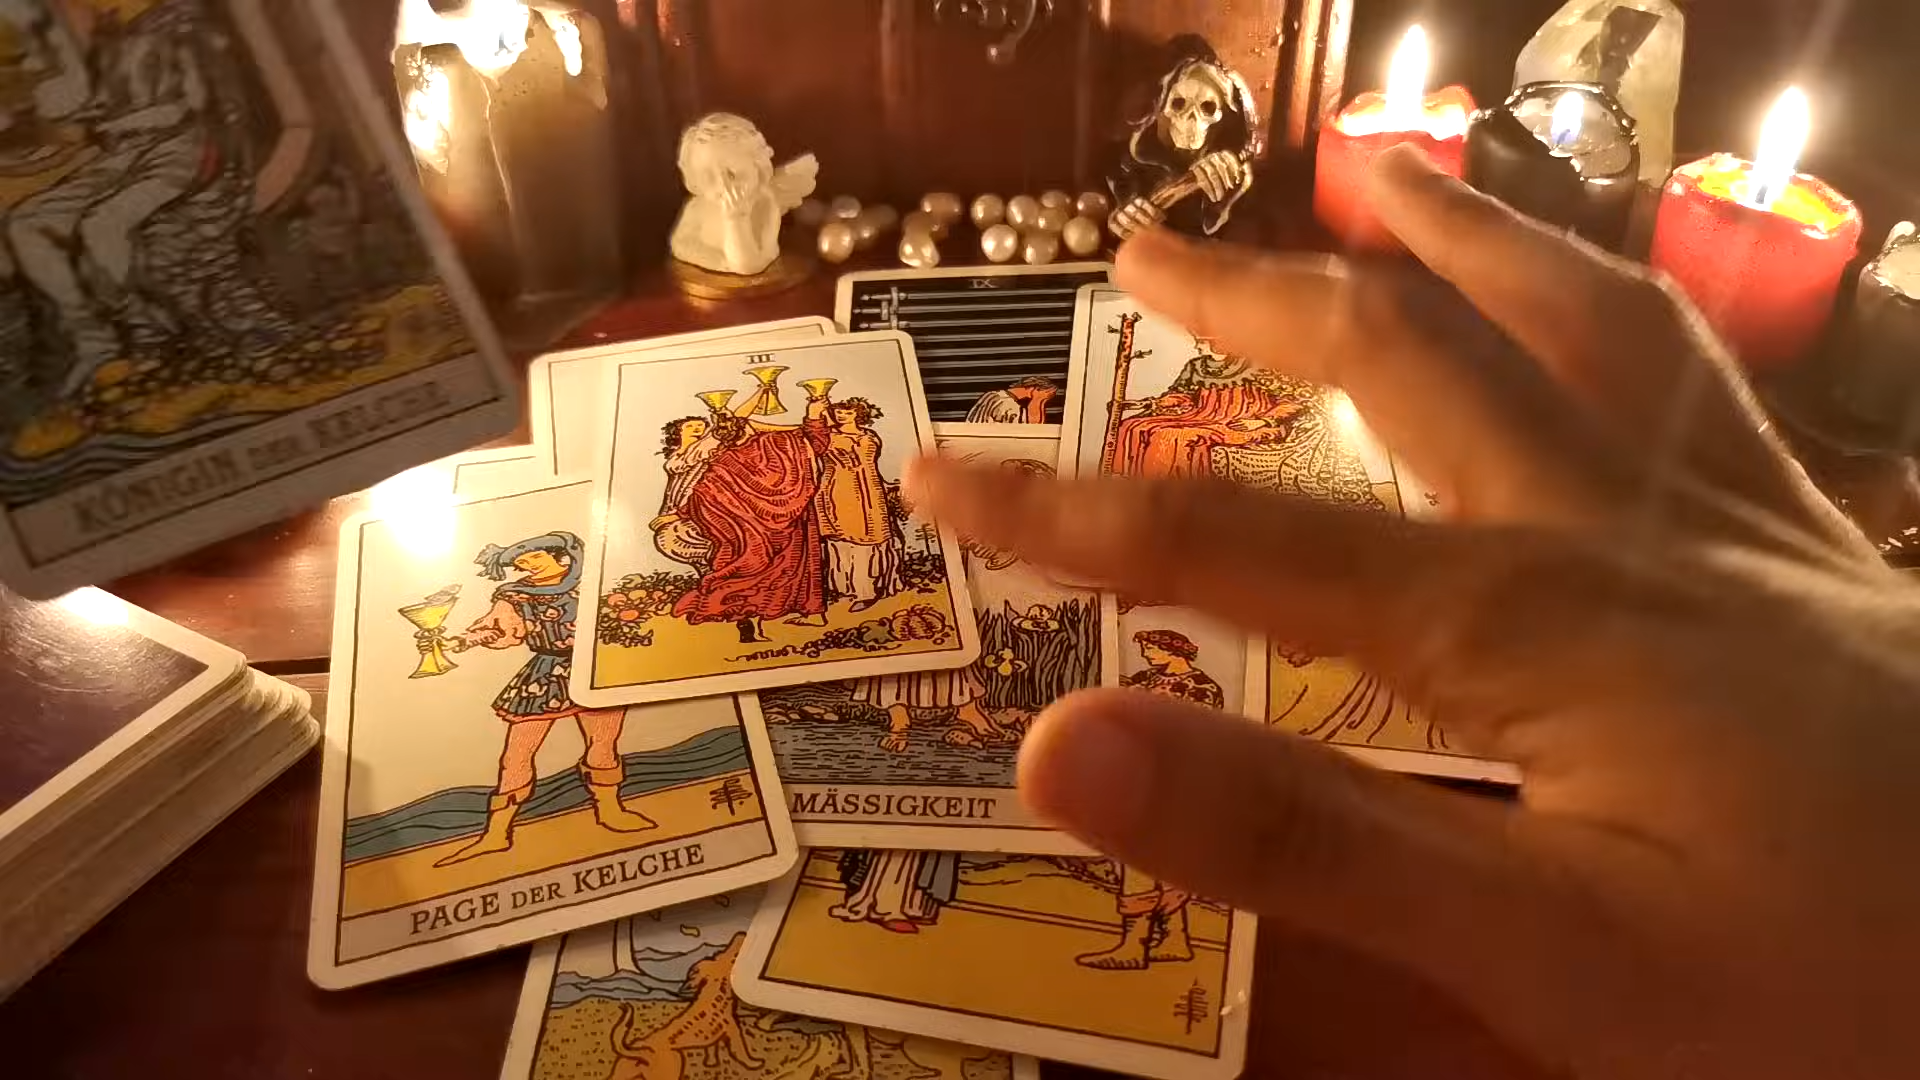 IX
III
KÖNIGIN DER KELCHE
MÄSSIGKEIT
PAGE DER KELCHE